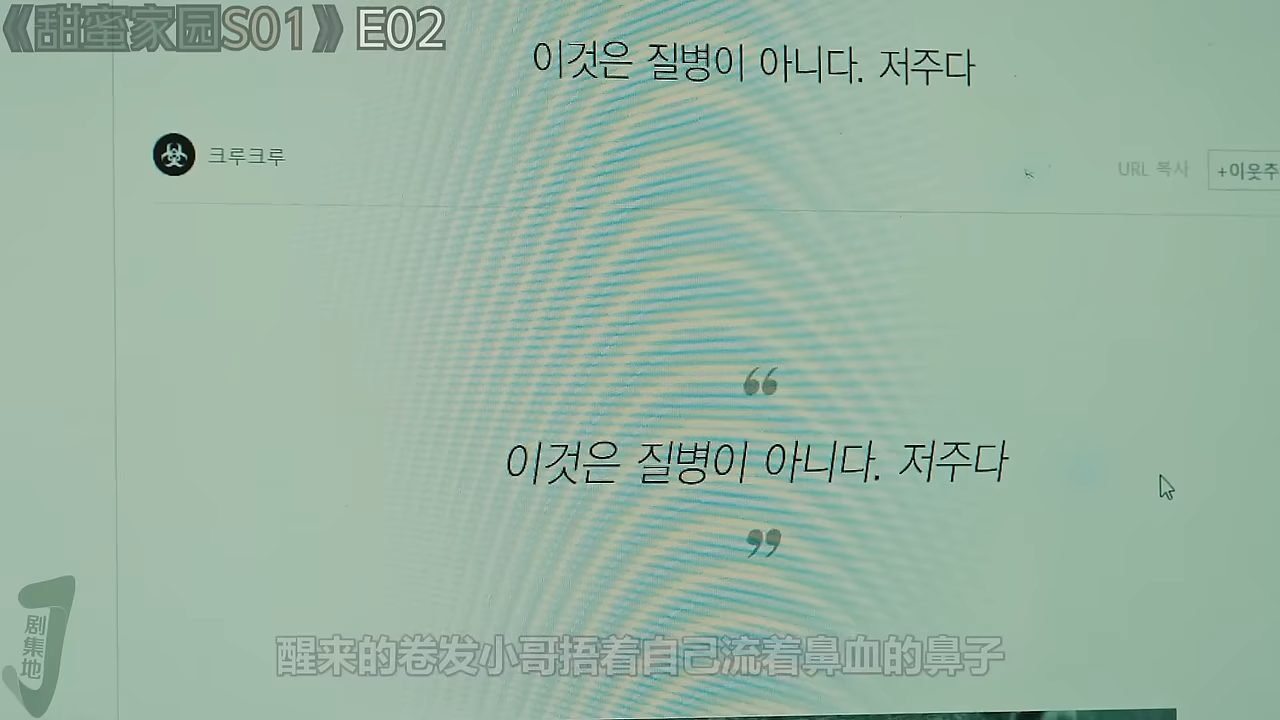 《甜蜜家园S01》E02
이것은 질병이 아니다. 저주다
크루크루
URL 복사
+이웃추
“
이것은 질병이 아니다. 저주다
”
剧集地
醒来的卷发小哥捂着自己流着鼻血的鼻子